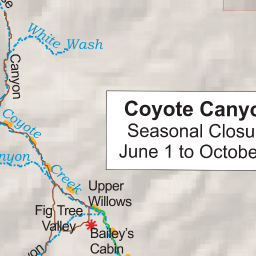 White Wash
Canyon
Coyote
Creek
Coyote Canyo
Seasonal Closu
June 1 to Octobe
nyon
Upper
Willows
Fig Tree
Valley
Bailey's
Cabin